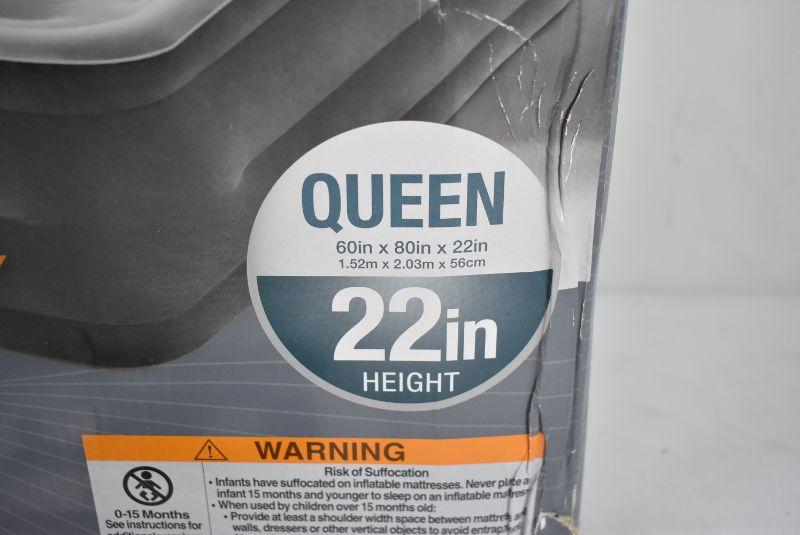 QUEEN
60in x 80in x 22in
1.52m x 2.03m x 56cm
22in
HEIGHT
WARNING
Risk of Suffocation
• Infants have suffocated on inflatable mattresses. Never place a
infant 15 months and younger to sleep on an inflatable
• When used by children over 15 months old:
• Provide at least a shoulder width space between mattress and
walls, dressers or other vertical objects to avoid
0-15 Months
See instructions for